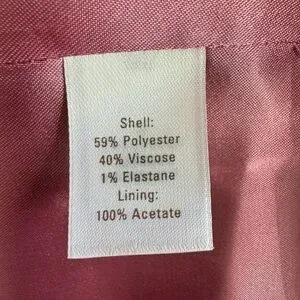 Shell:
59% Polyester
40% Viscose
1% Elastane
Lining:
100% Acetate